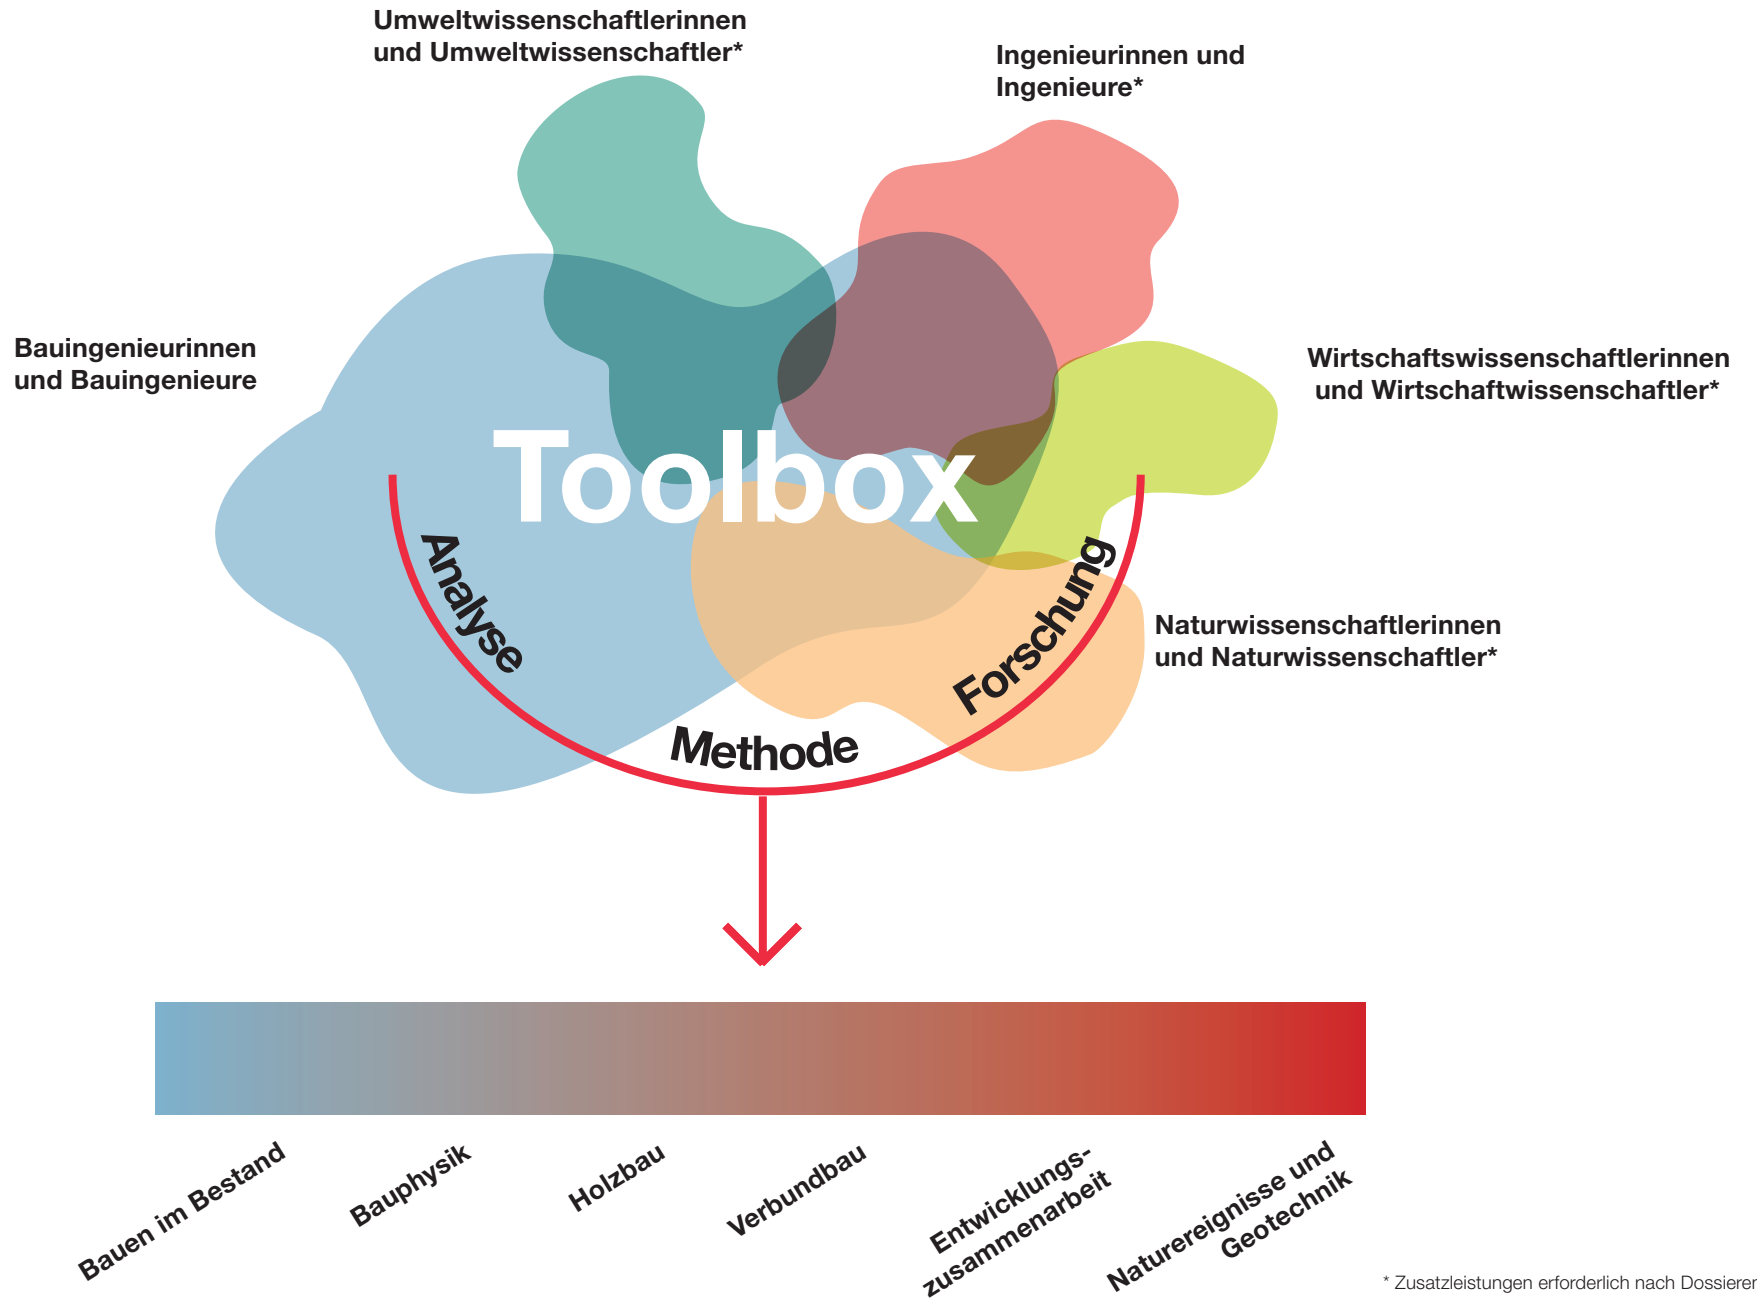 Umweltwissenschaftlerinnen
und Umweltwissenschaftler*
Ingenieurinnen und
Ingenieure*
Bauingenieurinnen
und Bauingenieure
Wirtschaftswissenschaftlerinnen
und Wirtschaftwissenschaftler*
Toolbox
Analyse
Methode
Forschung
Naturwissenschaftlerinnen
und Naturwissenschaftler*
Bauen im Bestand
Bauphysik
Holzbau
Verbundbau
Entwicklungs-
zusammenarbeit
Naturereignisse und
Geotechnik
* Zusatzleistungen erforderlich nach Dossierer